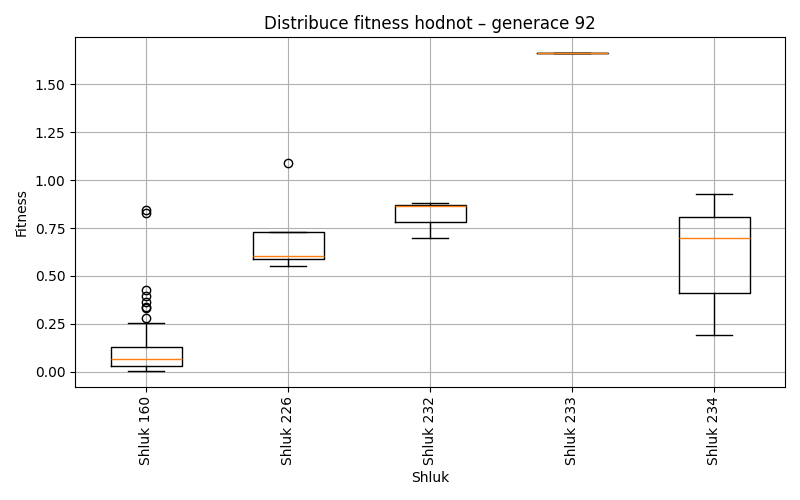 Distribuce fitness hodnot – generace 92
Fitness
1.50
1.25
1.00
0.75
0.50
0.25
0.00
Shluk 160
Shluk 226
Shluk 232
Shluk 233
Shluk 234
Shluk